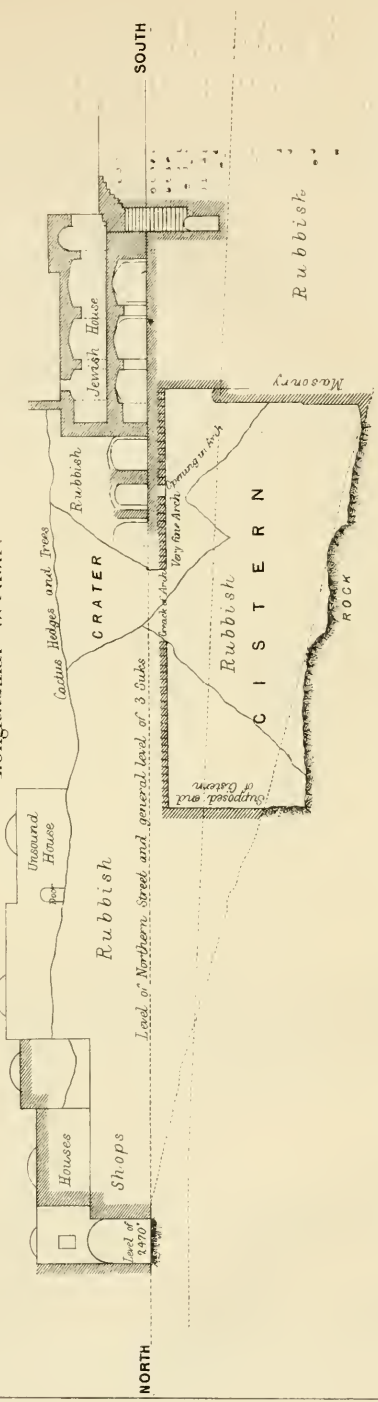 NORTH
SOUTH
Houses
Shops
Level of
2470'
Unsound
House
Door
Rubbish
Cactus Hedges and Trees
CRATER
Rubbish
Jewish House
Level of Northern Street and general level of 3 Suks
Crack of Arch
Very fine Arch
Opening in Arch
Supposed end
of Cistern
Rubbish
CISTERN
Masonry
ROCK
Rubbish